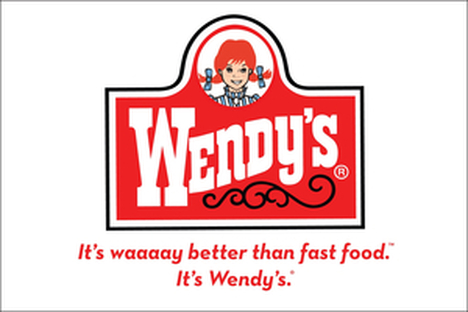 WENDY'S®
It's waaaay better than fast food.™
It's Wendy's.®